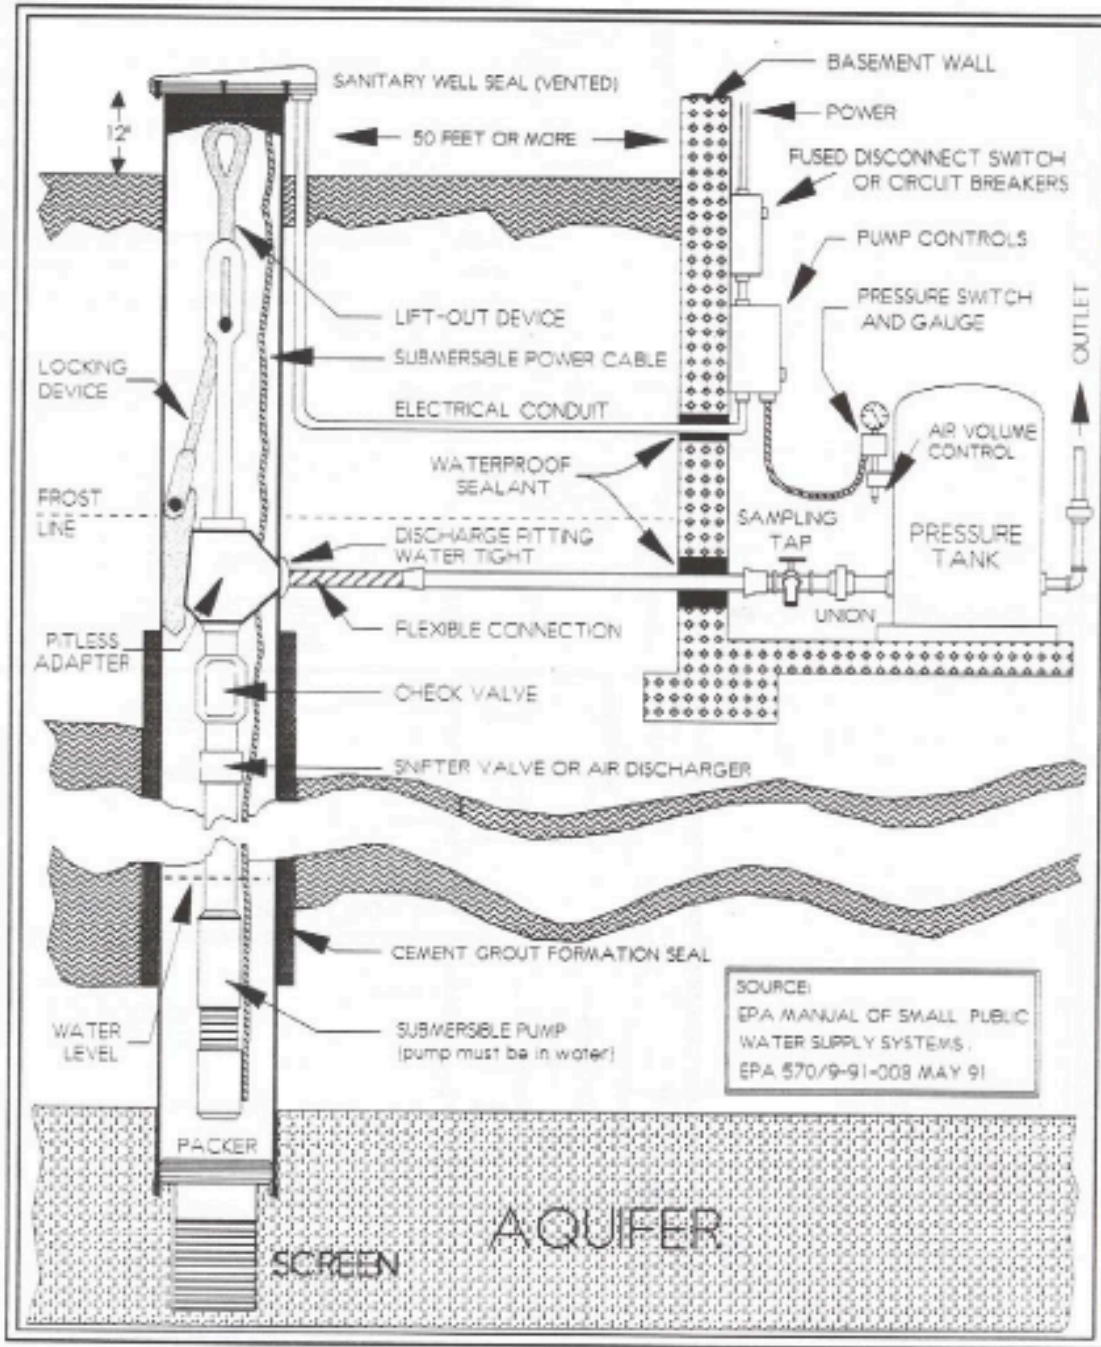 SANITARY WELL SEAL (VENTED)
BASEMENT WALL
POWER
12"
50 FEET OR MORE
FUSED DISCONNECT SWITCH
OR CIRCUIT BREAKERS
PUMP CONTROLS
PRESSURE SWITCH
AND GAUGE
OUTLET
LIFT-OUT DEVICE
LOCKING
DEVICE
SUBMERSIBLE POWER CABLE
ELECTRICAL CONDUIT
AIR VOLUME
CONTROL
WATERPROOF
SEALANT
FROST
LINE
SAMPLING
TAP
PRESSURE
TANK
DISCHARGE FITTING
WATER TIGHT
UNION
FLEXIBLE CONNECTION
PITLESS
ADAPTER
CHECK VALVE
SNIFTER VALVE OR AIR DISCHARGER
CEMENT GROUT FORMATION SEAL
WATER
LEVEL
SUBMERSIBLE PUMP
(pump must be in water)
SOURCE:
EPA MANUAL OF SMALL PUBLIC
WATER SUPPLY SYSTEMS.
EPA 570/9-91-003 MAY 91
PACKER
AQUIFER
SCREEN